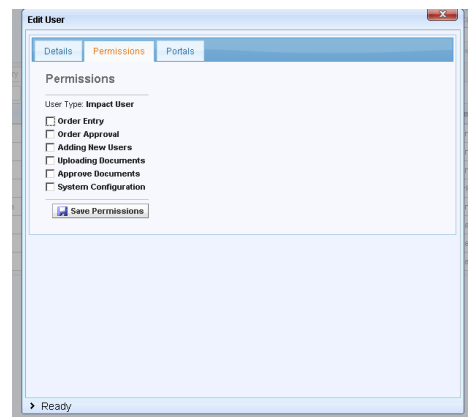 Edit User
Details Permissions Portals
Permissions
User Type: Impact User
Order Entry
Order Approval
Adding New Users
Uploading Documents
Approve Documents
System Configuration
Save Permissions
Ready